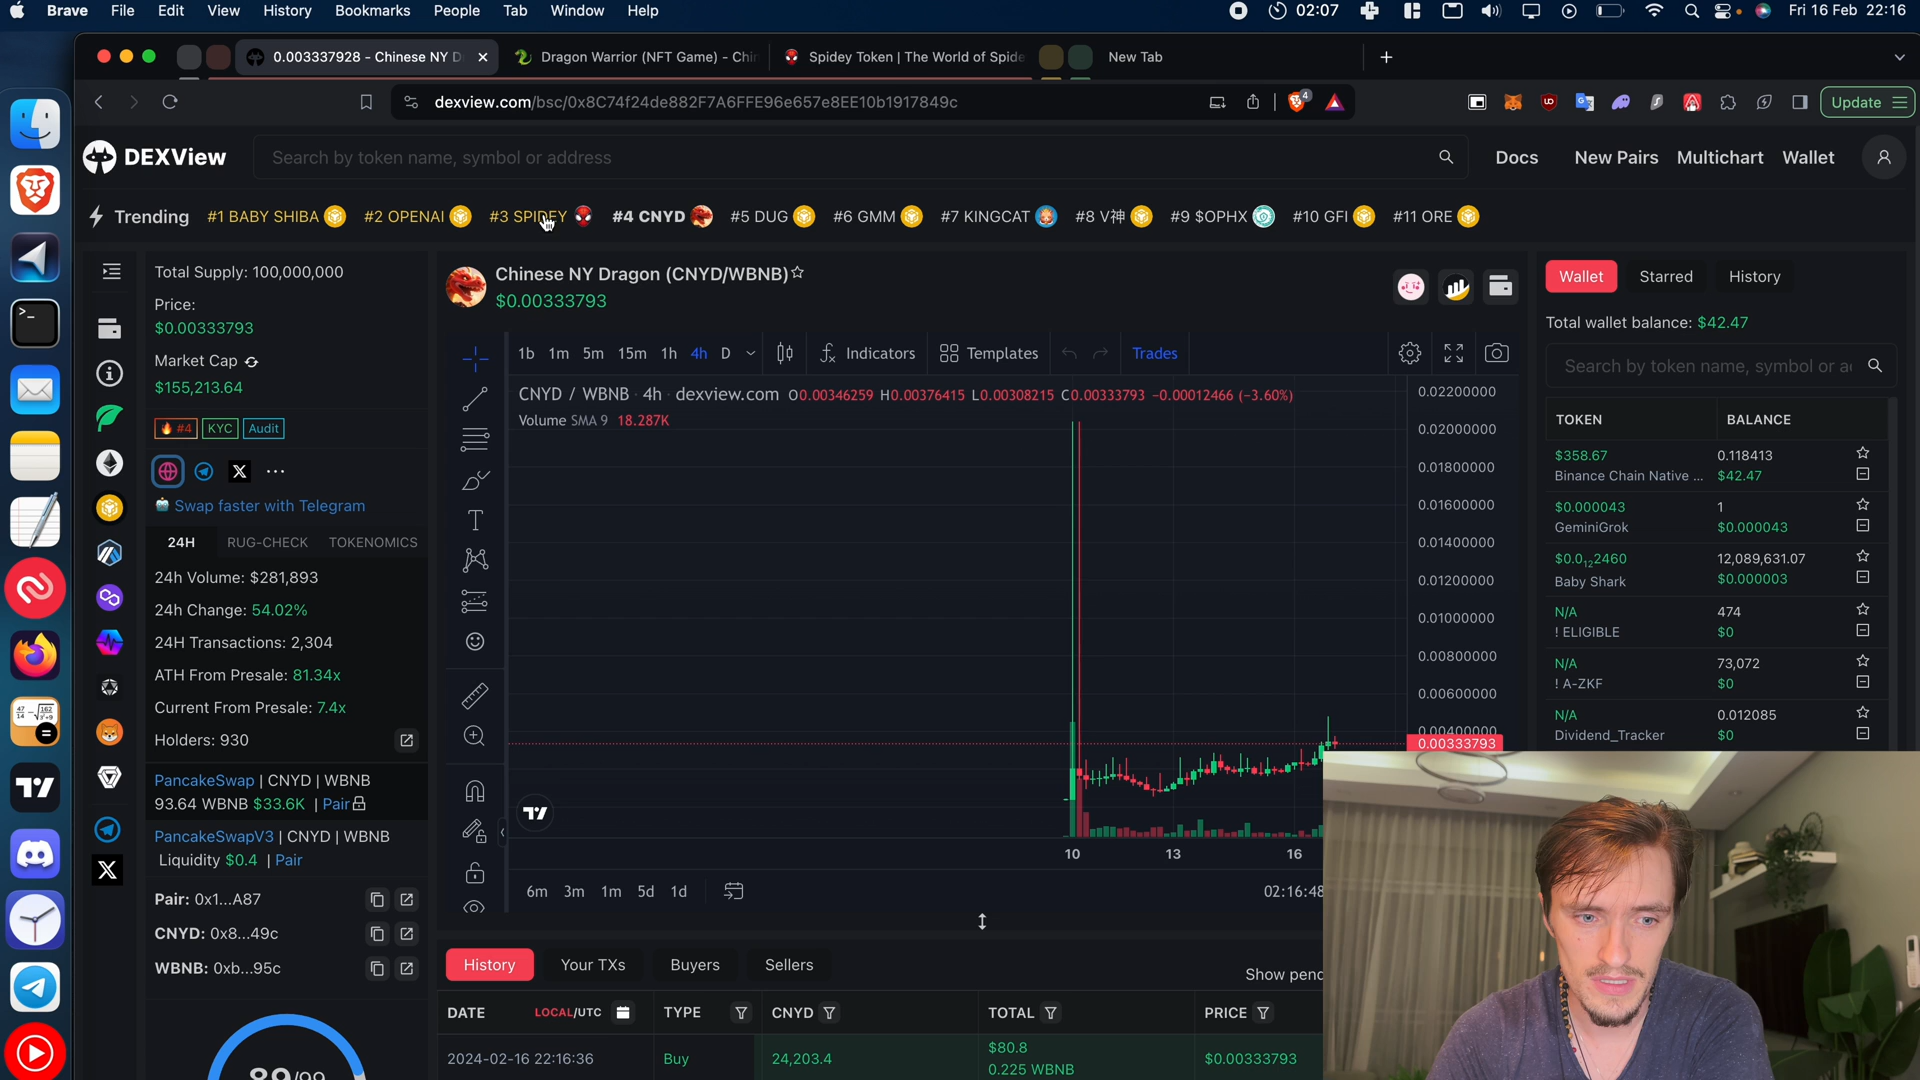 Brave File Edit View History Bookmarks People Tab Window Help 02:07 Fri 16 Feb 22:16
0.003337928 - Chinese NY D
Dragon Warrior (NFT Game) - Chi
Spidey Token | The World of Spide
New Tab
dexview.com/bsc/0x8C74f24de882F7A6FFE96e657e8EE10b1917849c
4
Update
DEXView
Search by token name, symbol or address
Docs New Pairs Multichart Wallet
Trending #1 BABY SHIBA #2 OPENAI #3 SPIDEY #4 CNYD #5 DUG #6 GMM #7 KINGCAT #8 V神 #9 $OPHX #10 GFI #11 ORE
Total Supply: 100,000,000
Price:
$0.00333793
Market Cap
$155,213.64
#4 KYC Audit
Swap faster with Telegram
24H RUG-CHECK TOKENOMICS
24h Volume: $281,893
24h Change: 54.02%
24H Transactions: 2,304
ATH From Presale: 81.34x
Current From Presale: 7.4x
Holders: 930
PancakeSwap | CNYD | WBNB
93.64 WBNB $33.6K | Pair
PancakeSwapV3 | CNYD | WBNB
Liquidity $0.4 | Pair
Pair: 0x1...A87
CNYD: 0x8...49c
WBNB: 0xb...95c
89/99
Chinese NY Dragon (CNYD/WBNB)
$0.00333793
1b 1m 5m 15m 1h 4h D Indicators Templates Trades
CNYD / WBNB · 4h · dexview.com O0.00346259 H0.00376415 L0.00308215 C0.00333793 −0.00012466 (−3.60%)
Volume SMA 9 18.287K
0.02200000
0.02000000
0.01800000
0.01600000
0.01400000
0.01200000
0.01000000
0.00800000
0.00600000
0.00400000
0.00333793
10 13 16
6m 3m 1m 5d 1d 02:16:48
History Your TXs Buyers Sellers
Show pend
DATE LOCAL/UTC TYPE CNYD TOTAL PRICE
2024-02-16 22:16:36 Buy 24,203.4 $80.8 $0.00333793
0.225 WBNB
Wallet Starred History
Total wallet balance: $42.47
Search by token name, symbol or a
TOKEN BALANCE
$358.67 0.118413
Binance Chain Native ... $42.47
$0.000043 1
GeminiGrok $0.000043
$0.0₁₂2460 12,089,631.07
Baby Shark $0.000003
N/A 474
! ELIGIBLE $0
N/A 73,072
! A-ZKF $0
N/A 0.012085
Dividend_Tracker $0